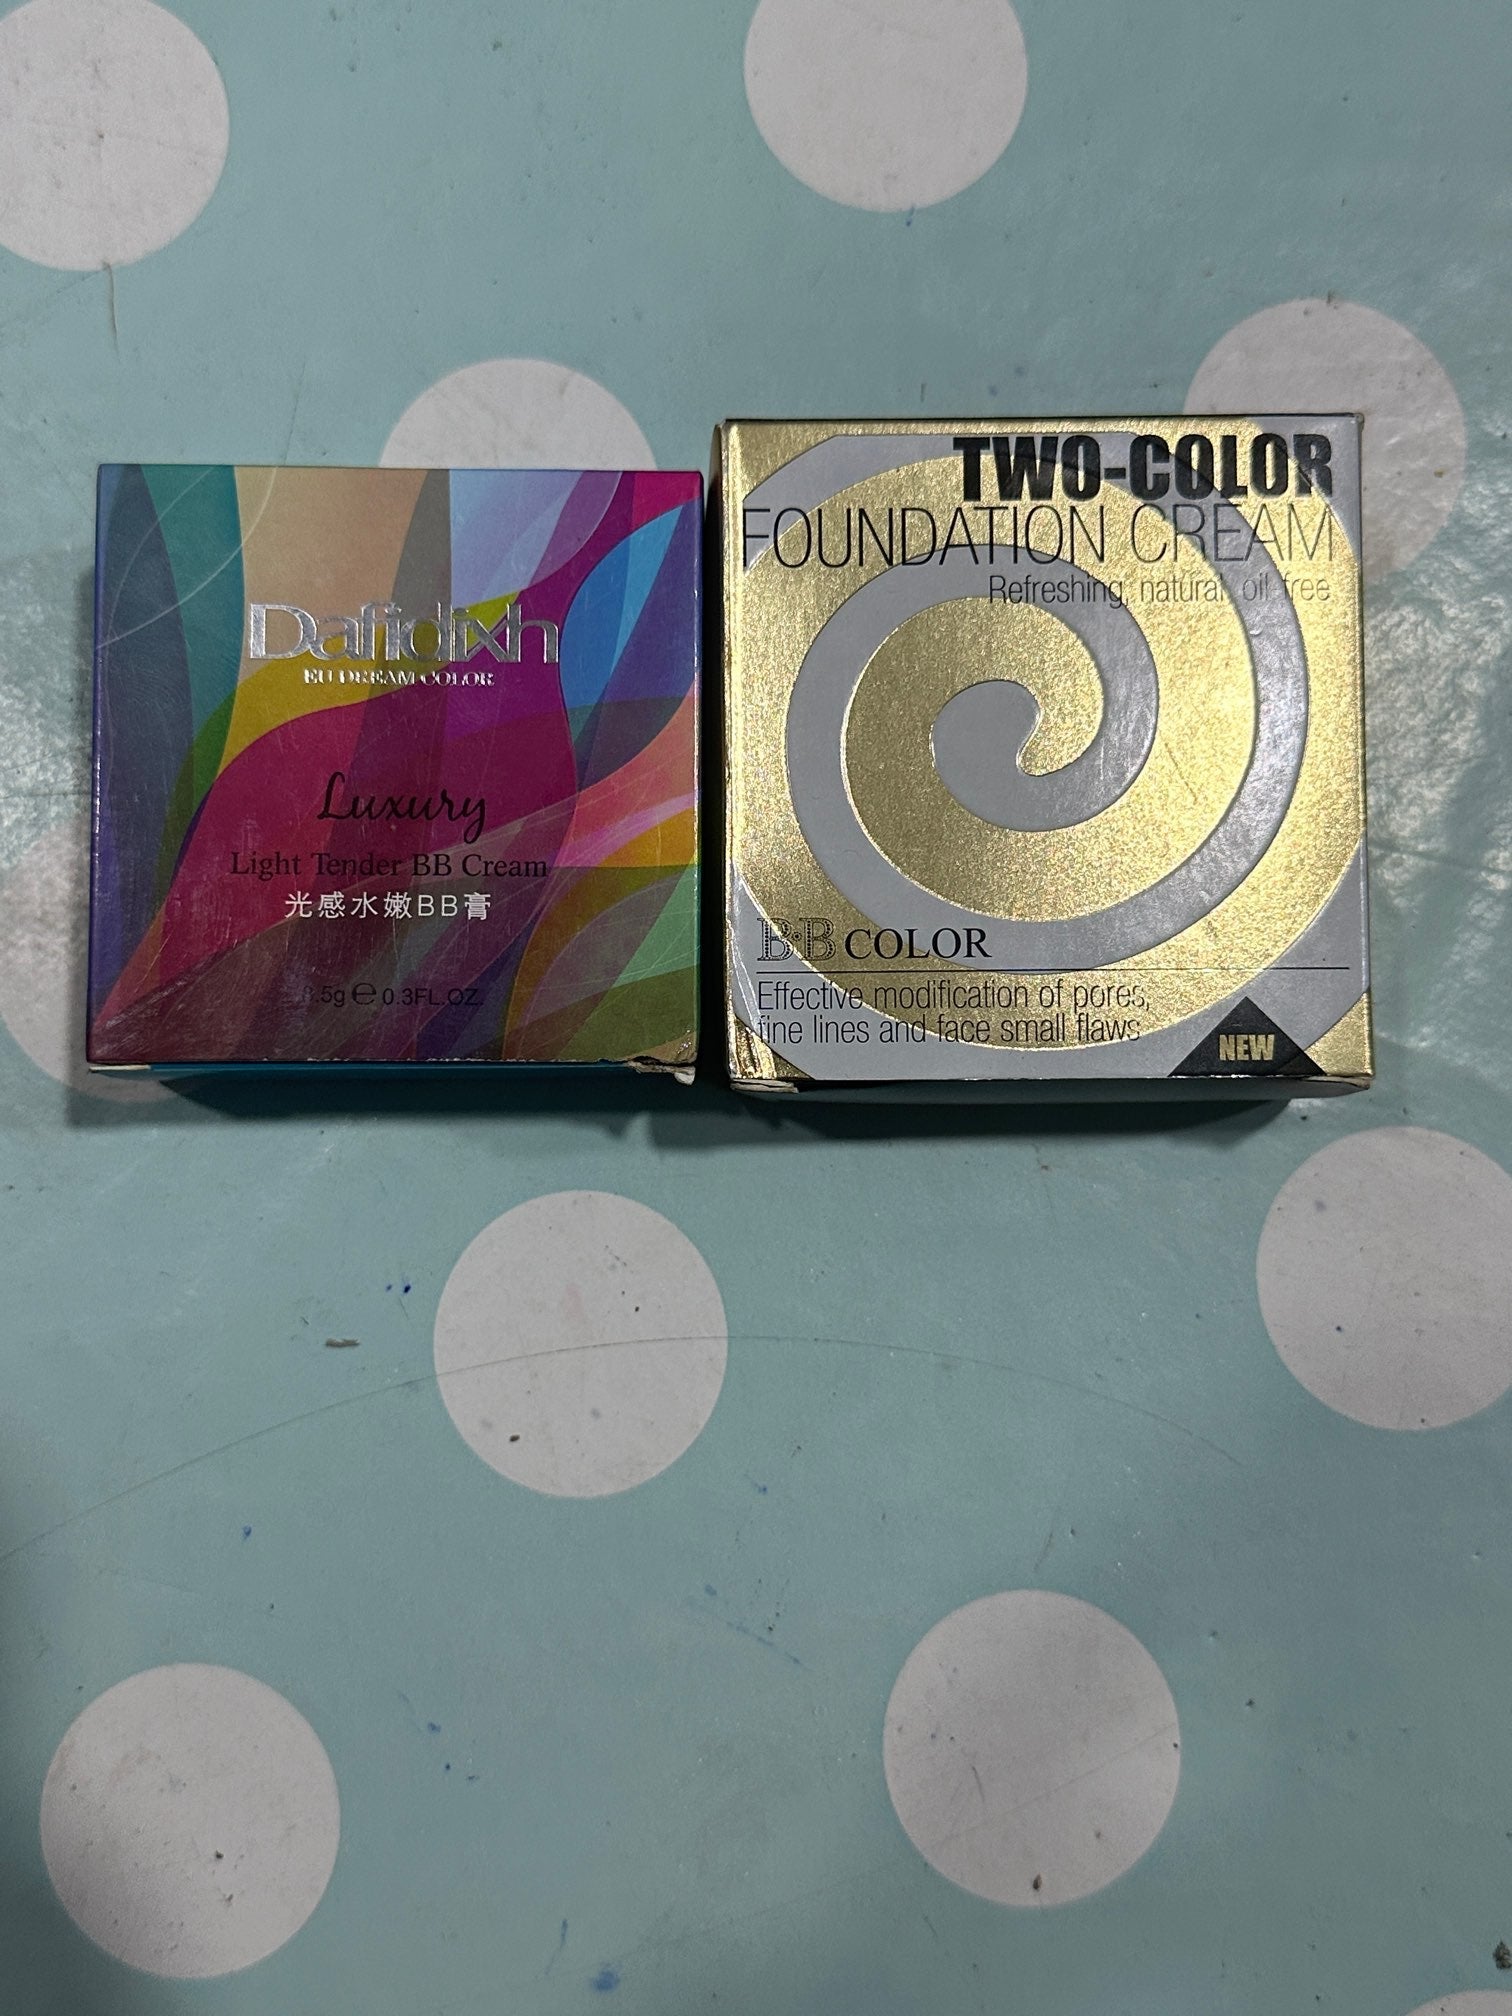 Dafidixh
EU DREAM COLOR
Luxury
Light Tender BB Cream
光感水嫩BB膏
.5g ℮ 0.3FL.OZ.
TWO-COLOR
FOUNDATION CREAM
Refreshing, natural, oil free
B·B COLOR
Effective modification of pores,
fine lines and face small flaws
NEW